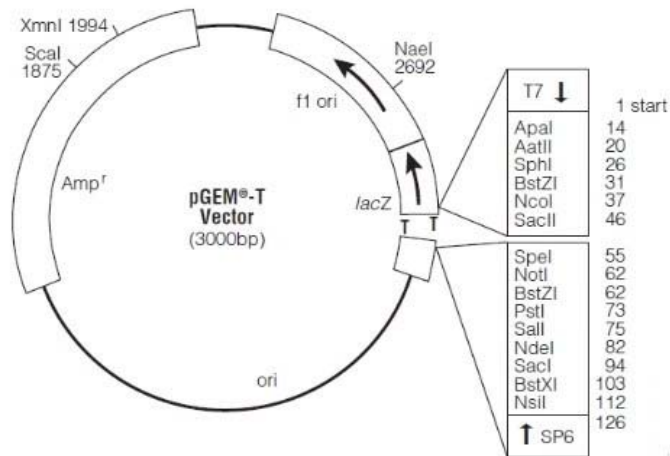 XmnI 1994
ScaI
1875
NaeI
2692
f1 ori
Ampʳ
pGEM®-T
Vector
(3000bp)
lacZ
T T
ori
T7 ↓
1 start
ApaI 14
AatII 20
SphI 26
BstZI 31
NcoI 37
SacII 46
SpeI 55
NotI 62
BstZI 62
PstI 73
SalI 75
NdeI 82
SacI 94
BstXI 103
NsiI 112
126
↑ SP6